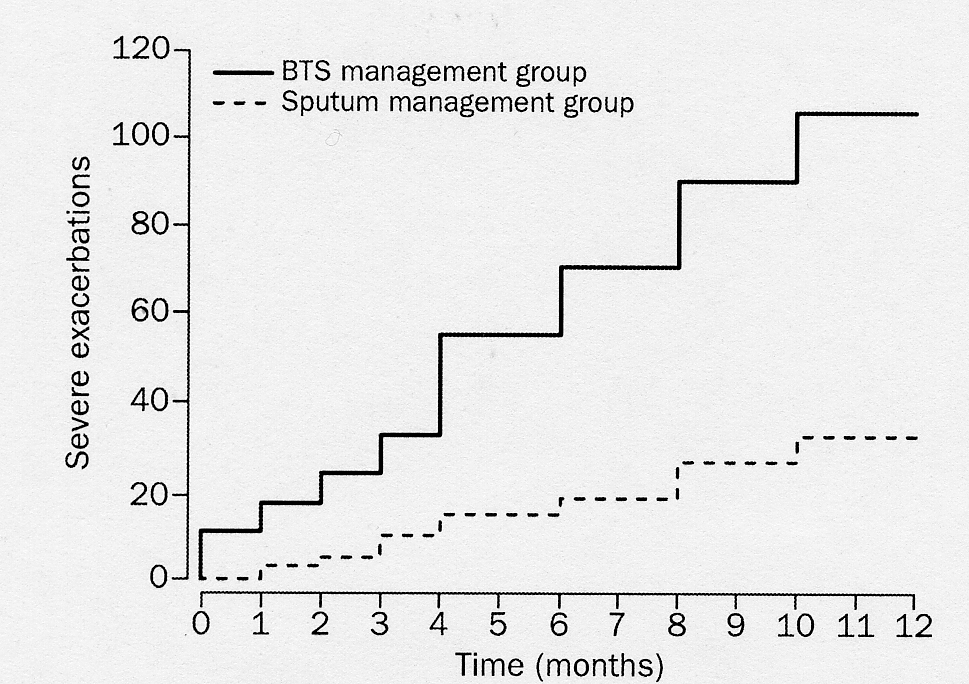 120
BTS management group
Sputum management group
100
80
60
40
20
0
Severe exacerbations
0 1 2 3 4 5 6 7 8 9 10 11 12
Time (months)